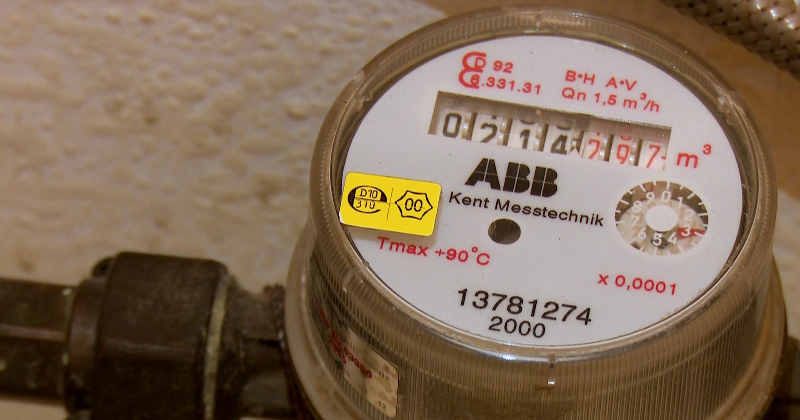 D 92
6.331.31
B·H A·V
Qn 1,5 m³/h
0214297 m³
ABB
Kent Messtechnik
D10
310
00
Tmax +90°C
x 0,0001
13781274
2000